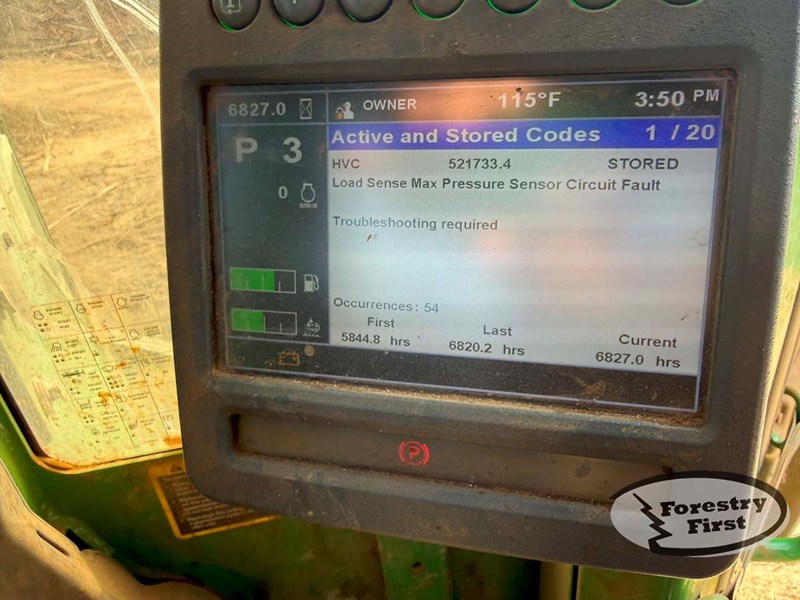 6827.0 OWNER 115°F 3:50 PM
Active and Stored Codes 1 / 20
P 3
HVC 521733.4 STORED
Load Sense Max Pressure Sensor Circuit Fault
0
Troubleshooting required
Occurrences: 54
First Last Current
5844.8 hrs 6820.2 hrs 6827.0 hrs
P
Forestry
First